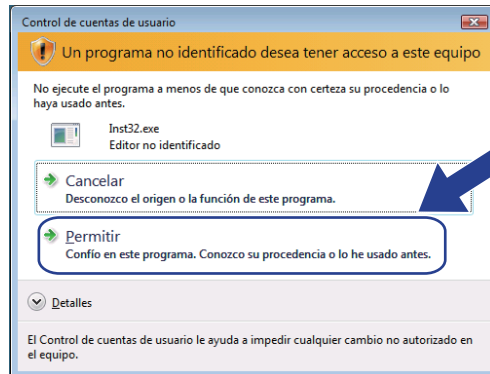 Control de cuentas de usuario
Un programa no identificado desea tener acceso a este equipo
No ejecute el programa a menos de que conozca con certeza su procedencia o lo
haya usado antes.
Inst32.exe
Editor no identificado
Cancelar
Desconozco el origen o la función de este programa.
Permitir
Confío en este programa. Conozco su procedencia o lo he usado antes.
Detalles
El Control de cuentas de usuario le ayuda a impedir cualquier cambio no autorizado en
el equipo.